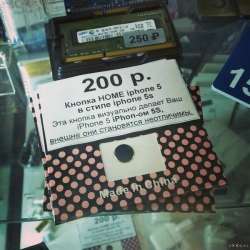 250 ₽
200 р.
Кнопка HOME iphone 5
в стиле iphone 5s
Эта кнопка визуально делает Ваш
iPhone 5 iPhon-ом 5S,
внешне они становятся неотличимы.
Made in China